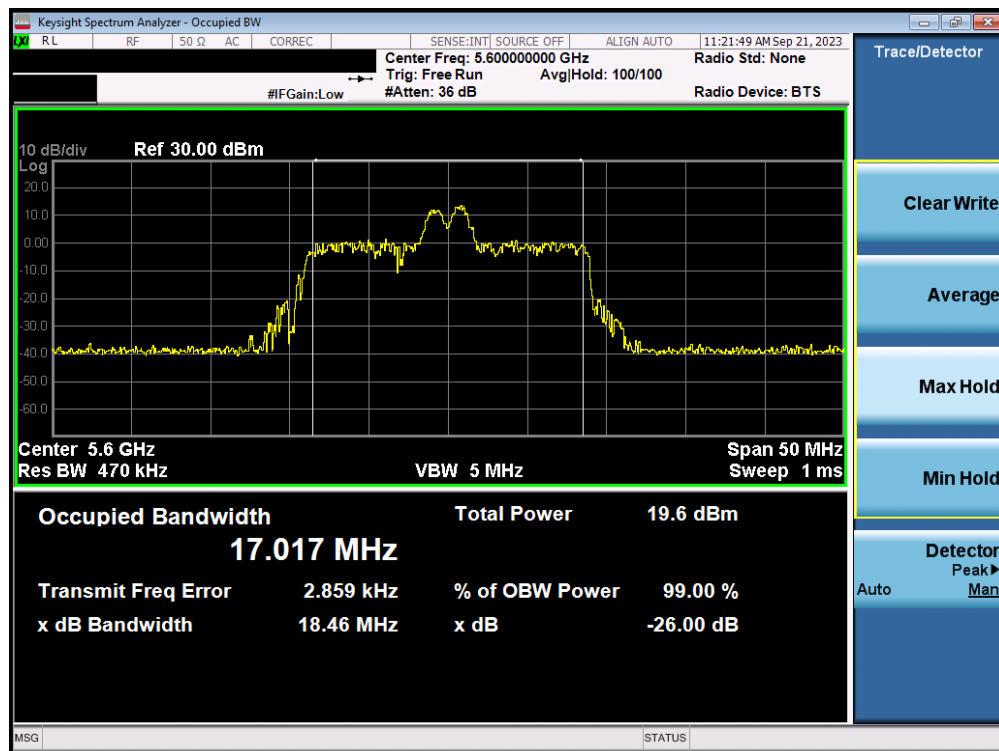 Keysight Spectrum Analyzer - Occupied BW
LXI RL RF 50 Ω AC CORREC SENSE:INT SOURCE OFF ALIGN AUTO 11:21:49 AM Sep 21, 2023
Center Freq: 5.600000000 GHz Radio Std: None
Trig: Free Run Avg|Hold: 100/100
#IFGain:Low #Atten: 36 dB Radio Device: BTS
Trace/Detector
10 dB/div Ref 30.00 dBm
Log
20.0
10.0
0.00
-10.0
-20.0
-30.0
-40.0
-50.0
-60.0
Center 5.6 GHz Span 50 MHz
Res BW 470 kHz VBW 5 MHz Sweep 1 ms
Occupied Bandwidth Total Power 19.6 dBm
17.017 MHz
Transmit Freq Error 2.859 kHz % of OBW Power 99.00 %
x dB Bandwidth 18.46 MHz x dB -26.00 dB
Clear Write
Average
Max Hold
Min Hold
Detector
Peak▶
Auto Man
MSG STATUS